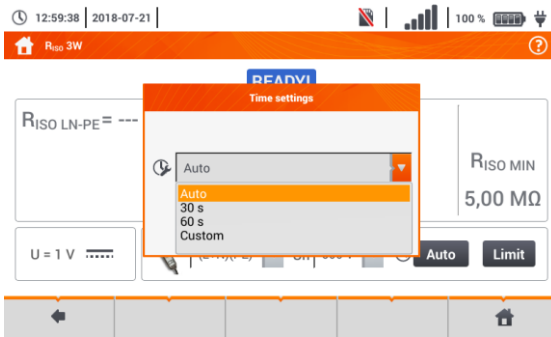 12:59:38 2018-07-21 100 %
RISO 3W
READY!
Time settings
RISO LN-PE= ---
Auto
Auto
30 s
60 s
Custom
RISO MIN
5,00 MΩ
U = 1 V
Auto
Limit